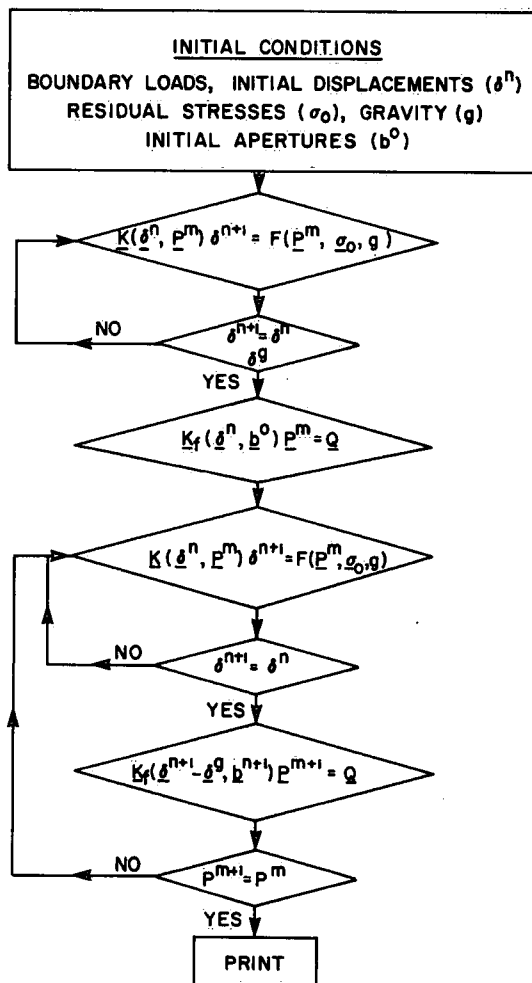 INITIAL CONDITIONS
BOUNDARY LOADS, INITIAL DISPLACEMENTS (δⁿ)
RESIDUAL STRESSES (σ₀), GRAVITY (g)
INITIAL APERTURES (b⁰)
K(δⁿ, Pᵐ) δⁿ⁺¹ = F(Pᵐ, σ₀, g)
NO
δⁿ⁺¹ = δⁿ
δᵍ
YES
K_f(δⁿ, b⁰) Pᵐ = Q
K(δⁿ, Pᵐ) δⁿ⁺¹ = F(Pᵐ, σ₀, g)
NO
δⁿ⁺¹ = δⁿ
YES
K_f(δⁿ⁺¹ - δᵍ, bⁿ⁺¹) Pᵐ⁺¹ = Q
NO
Pᵐ⁺¹ = Pᵐ
YES
PRINT